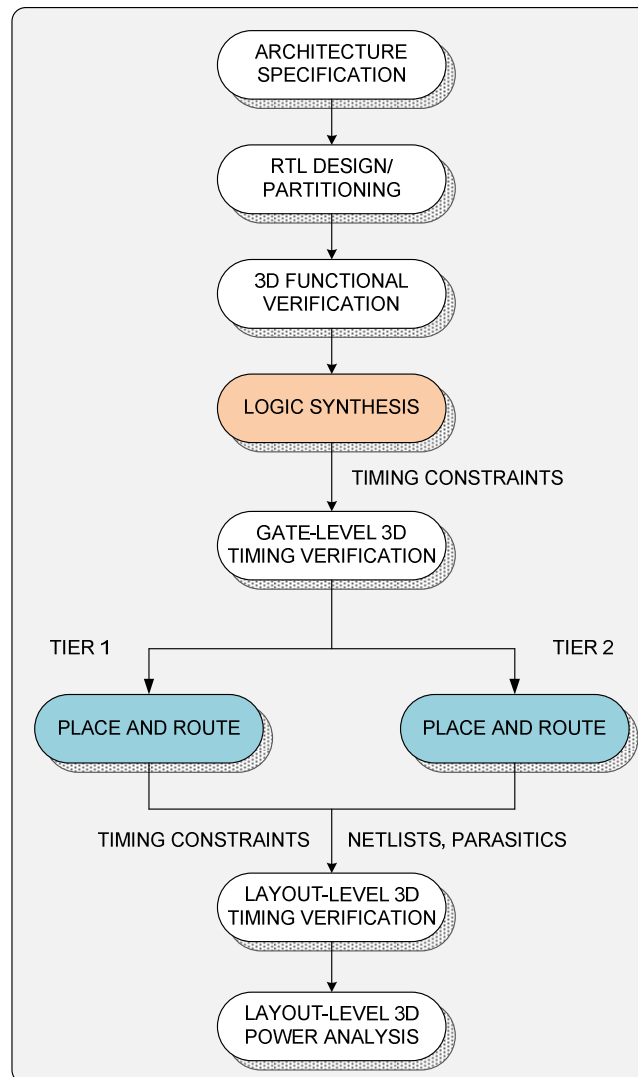 ARCHITECTURE
SPECIFICATION
RTL DESIGN/
PARTITIONING
3D FUNCTIONAL
VERIFICATION
LOGIC SYNTHESIS
TIMING CONSTRAINTS
GATE-LEVEL 3D
TIMING VERIFICATION
TIER 1
TIER 2
PLACE AND ROUTE
PLACE AND ROUTE
TIMING CONSTRAINTS
NETLISTS, PARASITICS
LAYOUT-LEVEL 3D
TIMING VERIFICATION
LAYOUT-LEVEL 3D
POWER ANALYSIS